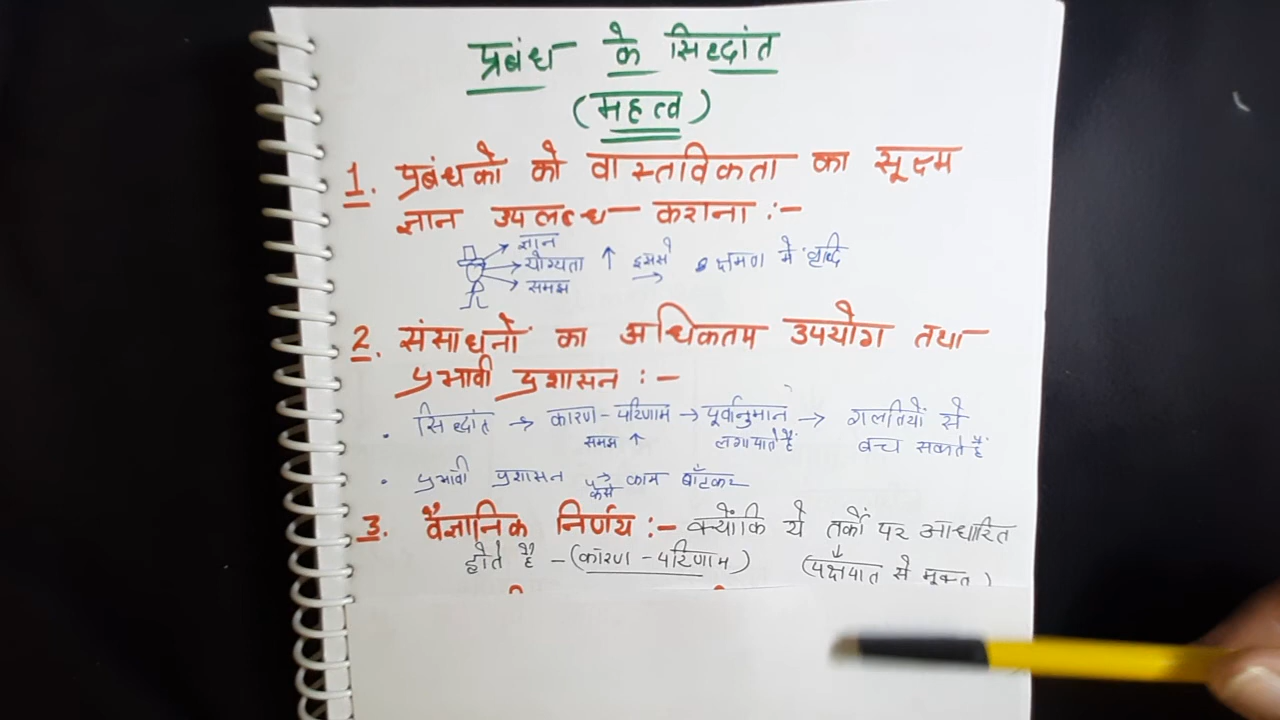 प्रबंध के सिद्धांत
(महत्व)
1. प्रबंधको को वास्तविकता का सूक्ष्म
ज्ञान उपलब्ध कराना :-
ज्ञान
योग्यता ↑ इससे → क्षमता में वृद्धि
समझ
2. संसाधनों का अधिकतम उपयोग तथा
प्रभावी प्रशासन :-
• सिद्धांत → कारण - परिणाम → पूर्वानुमान → गलतियों से
समझ ↑ लगा पाते हैं बच सकते हैं
• प्रभावी प्रशासन → कैसे काम बाँटकर
3. वैज्ञानिक निर्णय :- क्योंकि ये तर्कों पर आधारित
होते है - (कारण - परिणाम) (पक्षपात से मुक्त)